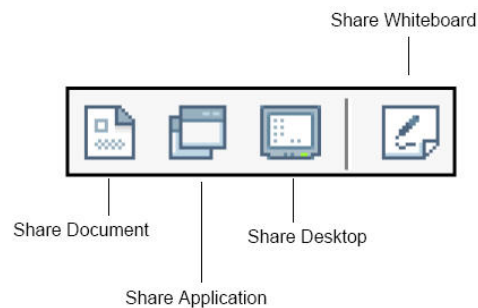 Share Whiteboard
Share Document
Share Desktop
Share Application